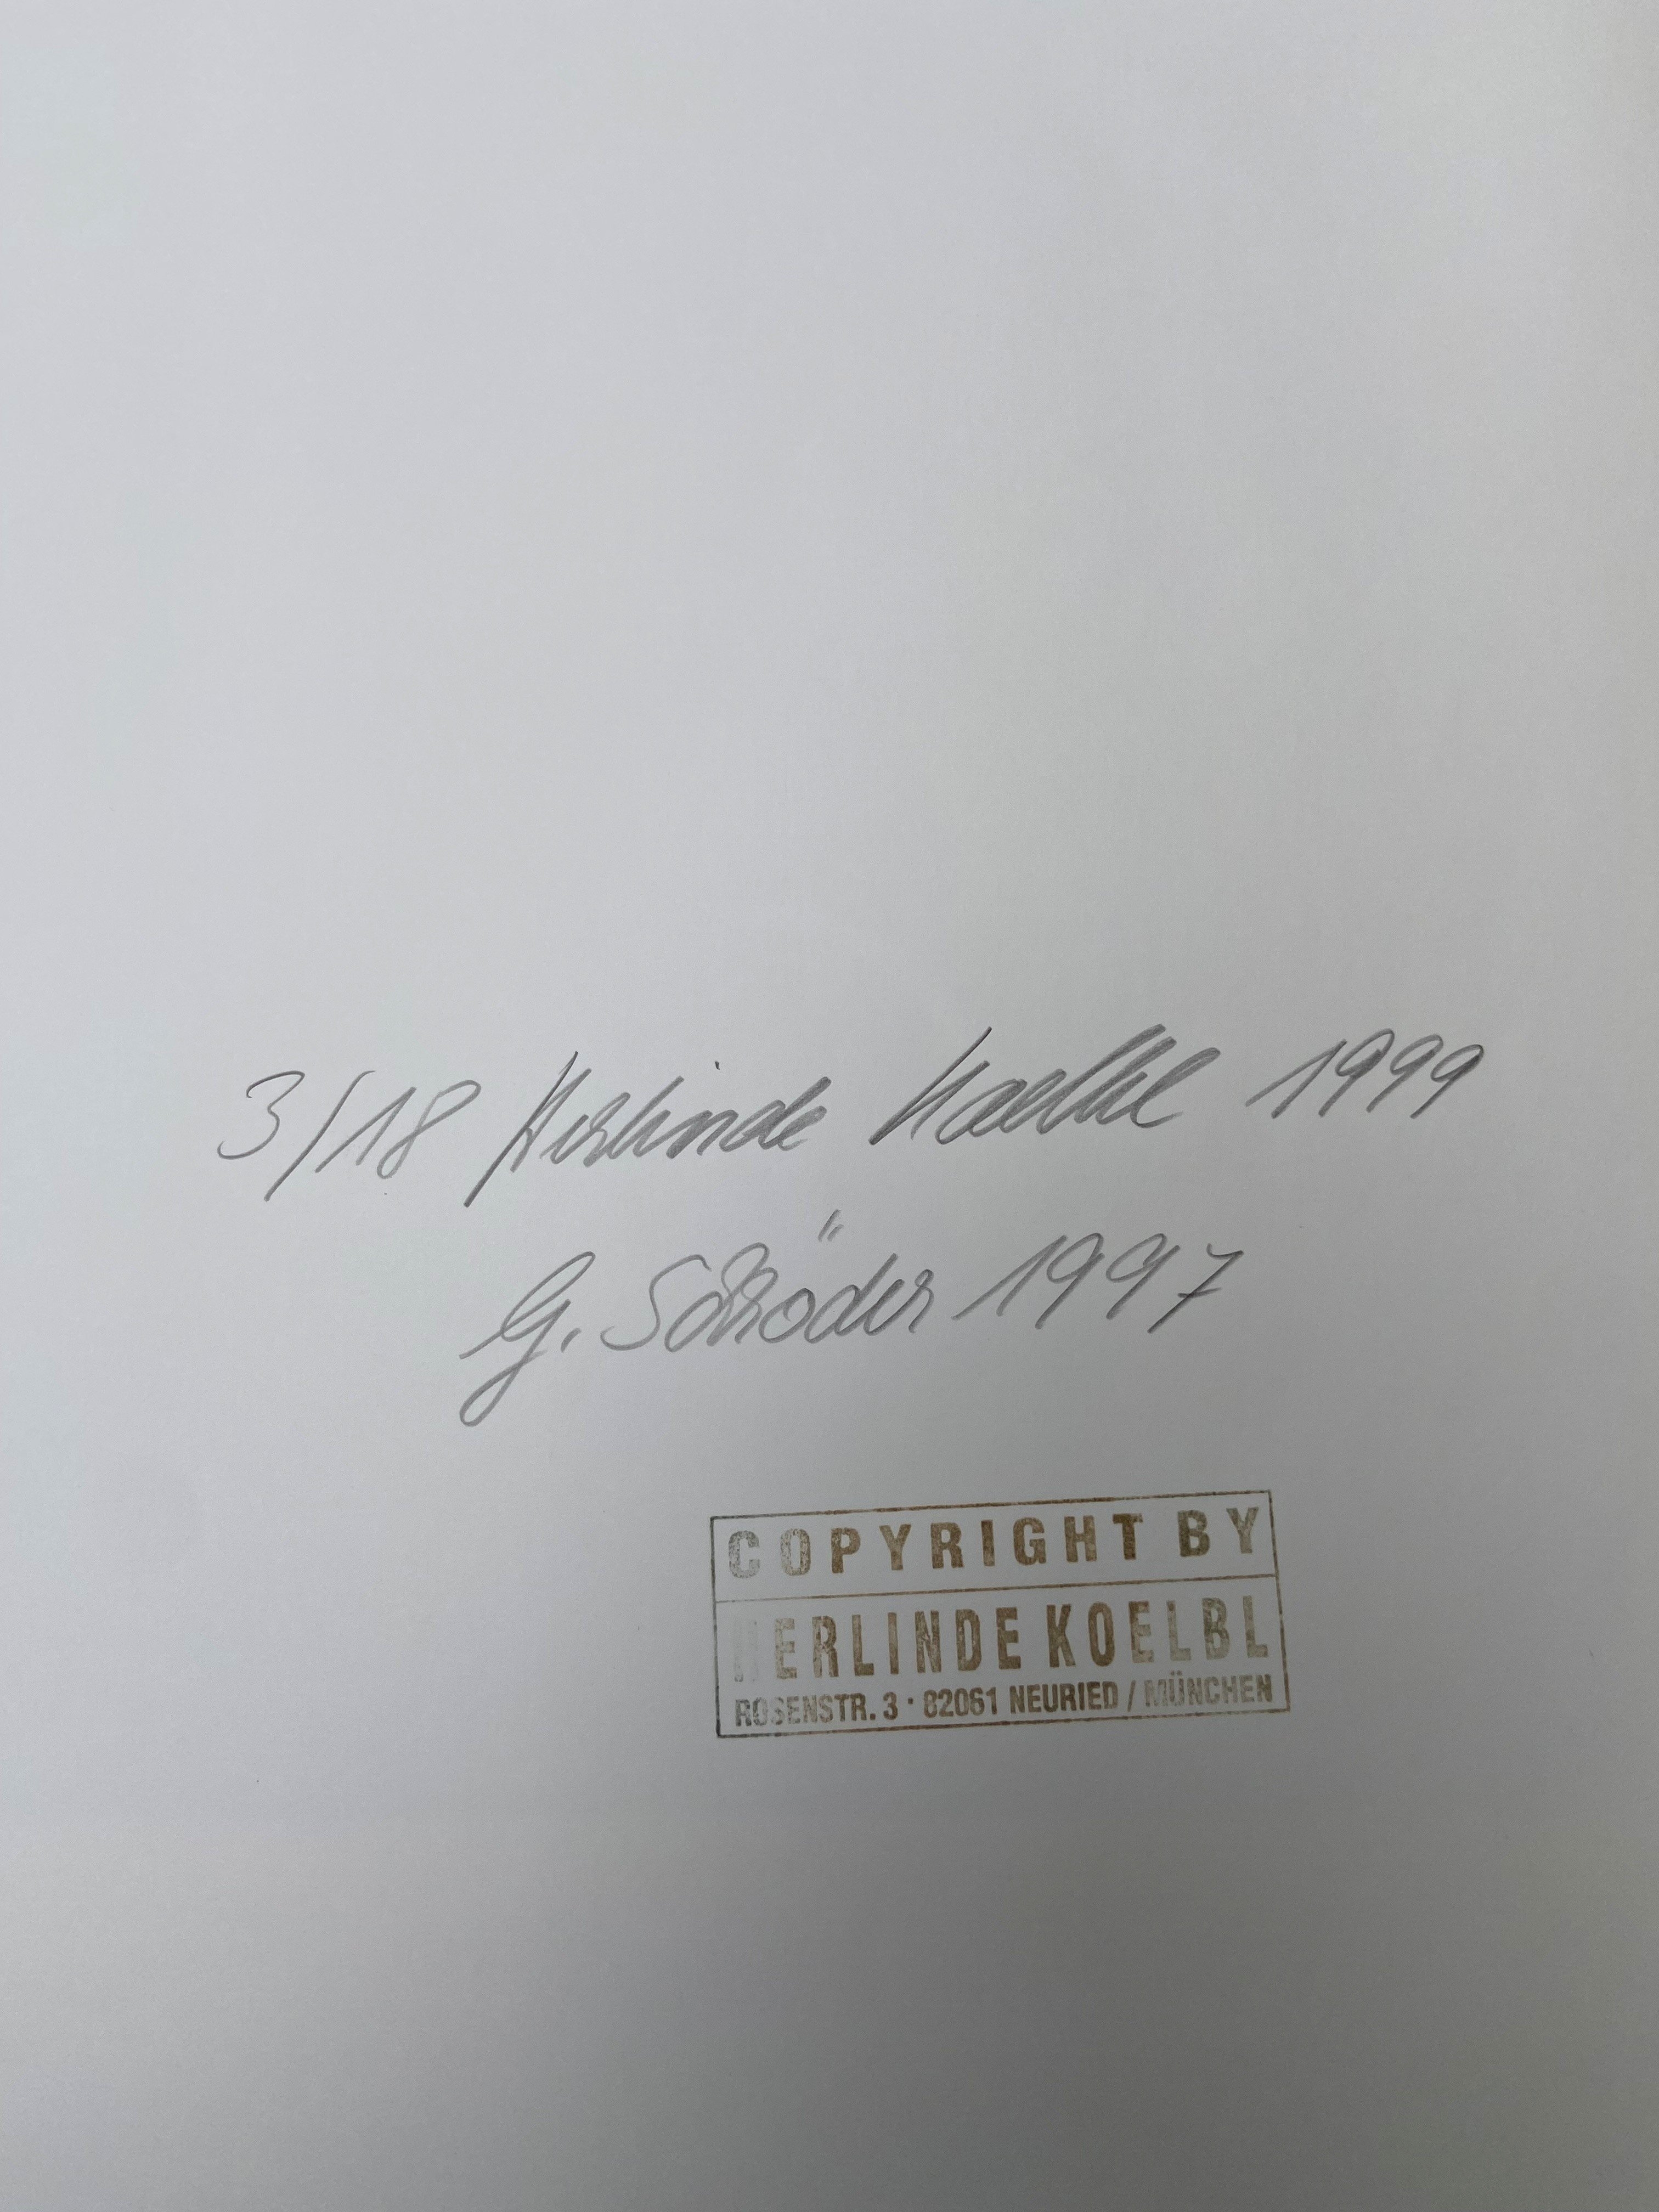 3/18 Herlinde Koelbl 1999
G. Schröder 1997
COPYRIGHT BY
HERLINDE KOELBL
ROSENSTR. 3 · 82061 NEURIED / MÜNCHEN